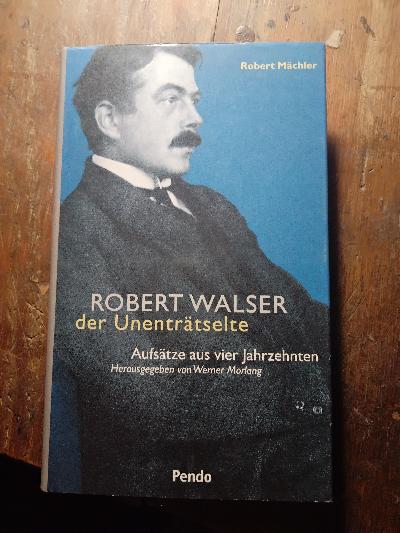 Robert Mächler
ROBERT WALSER
der Unenträtselte
Aufsätze aus vier Jahrzehnten
Herausgegeben von Werner Morlang
Pendo